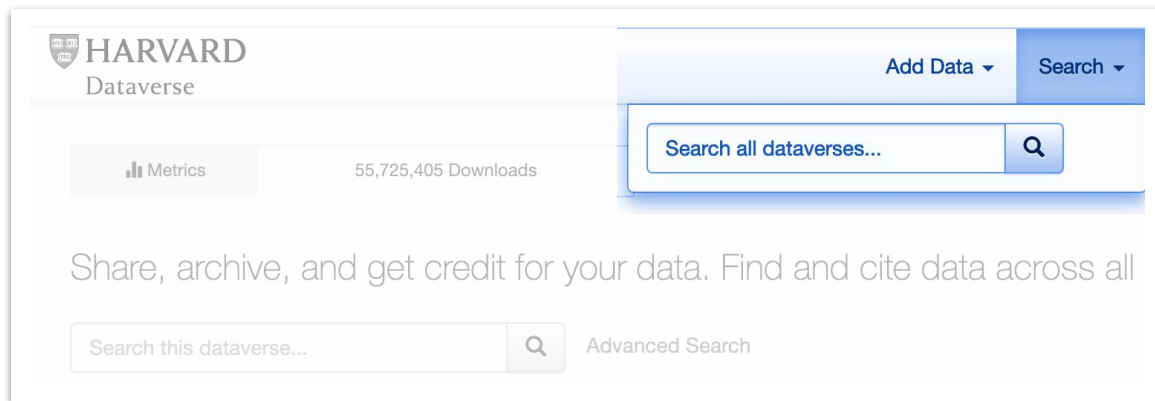 HARVARD
Dataverse
Add Data
Search
Search all dataverses...
Metrics
55,725,405 Downloads
Share, archive, and get credit for your data. Find and cite data across all
Search this dataverse...
Advanced Search